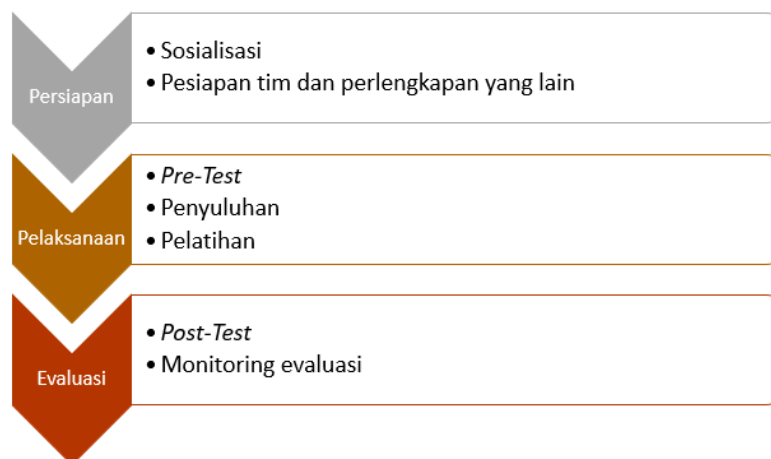 Persiapan
• Sosialisasi
• Pesiapan tim dan perlengkapan yang lain
Pelaksanaan
• Pre-Test
• Penyuluhan
• Pelatihan
Evaluasi
• Post-Test
• Monitoring evaluasi